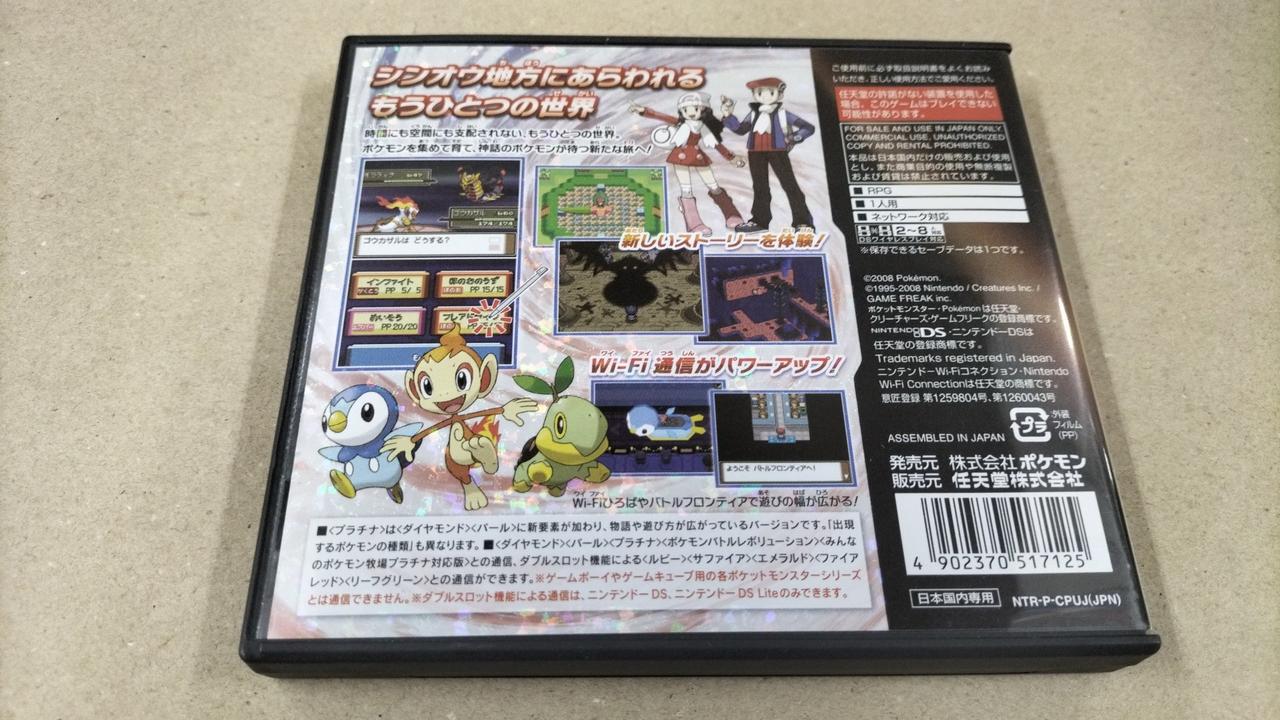 シンオウ地方にあらわれる
もうひとつの世界
時間にも空間にも支配されない、もうひとつの世界。
ポケモンを集めて育て、神話のポケモンが待つ新たな旅へ!
Lv47
ゴウカザル Lv60
174/174
ゴウカザルは どうする?
インファイト
かくとう PP 5/5
PP 15/15
めいそう
エスパー PP 20/20
新しいストーリーを体験!
Wi-Fi通信がパワーアップ!
ようこそ バトルフロンティアへ!
Wi-Fiひろばやバトルフロンティアで遊びの幅が広がる!
■<プラチナ>は<ダイヤモンド><パール>に新要素が加わり、物語や遊び方が広がっているバージョンです。「出現
するポケモンの種類」も異なります。■<ダイヤモンド><パール><プラチナ><ポケモンバトルレボリューション><みんな
のポケモン牧場プラチナ対応版>との通信、ダブルスロット機能による<ルビー><サファイア><エメラルド><ファイア
レッド><リーフグリーン>との通信ができます。※ゲームボーイやゲームキューブ用の各ポケットモンスターシリーズ
とは通信できません。※ダブルスロット機能による通信は、ニンテンドーDS、ニンテンドーDS Liteのみできます。
ご使用前に必ず取扱説明書をよくお読み
いただき、正しい使用方法でご愛用ください。
任天堂の許諾がない装置を使用した
場合、このゲームはプレイできない
可能性があります。
FOR SALE AND USE IN JAPAN ONLY.
COMMERCIAL USE, UNAUTHORIZED
COPY AND RENTAL PROHIBITED.
本品は日本国内だけの販売および使用
とし、また商業目的の使用や無断複製
および賃貸は禁止されています。
■ RPG
■ 1人用
■ ネットワーク対応
2~8人
DSワイヤレスプレイ対応
※保存できるセーブデータは1つです。
©2008 Pokémon.
©1995-2008 Nintendo / Creatures Inc. /
GAME FREAK inc.
ポケットモンスター・Pokémonは任天堂・
クリーチャーズ・ゲームフリークの登録商標です。
NINTENDO DS・ニンテンドーDSは
任天堂の登録商標です。
Trademarks registered in Japan.
ニンテンドーWi-Fiコネクション・Nintendo
Wi-Fi Connectionは任天堂の商標です。
意匠登録 第1259804号、第1260043号
プラ
外装
フィルム
(PP)
ASSEMBLED IN JAPAN
発売元 株式会社ポケモン
販売元 任天堂株式会社
4 902370 517125
日本国内専用
NTR-P-CPUJ(JPN)